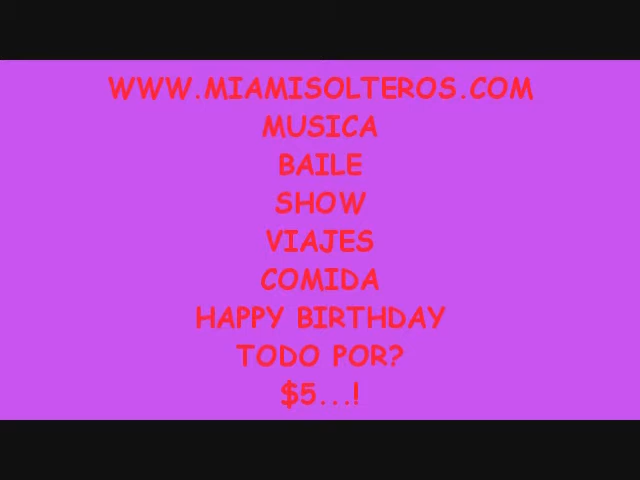 WWW.MIAMISOLTEROS.COM
MUSICA
BAILE
SHOW
VIAJES
COMIDA
HAPPY BIRTHDAY
TODO POR?
$5...!